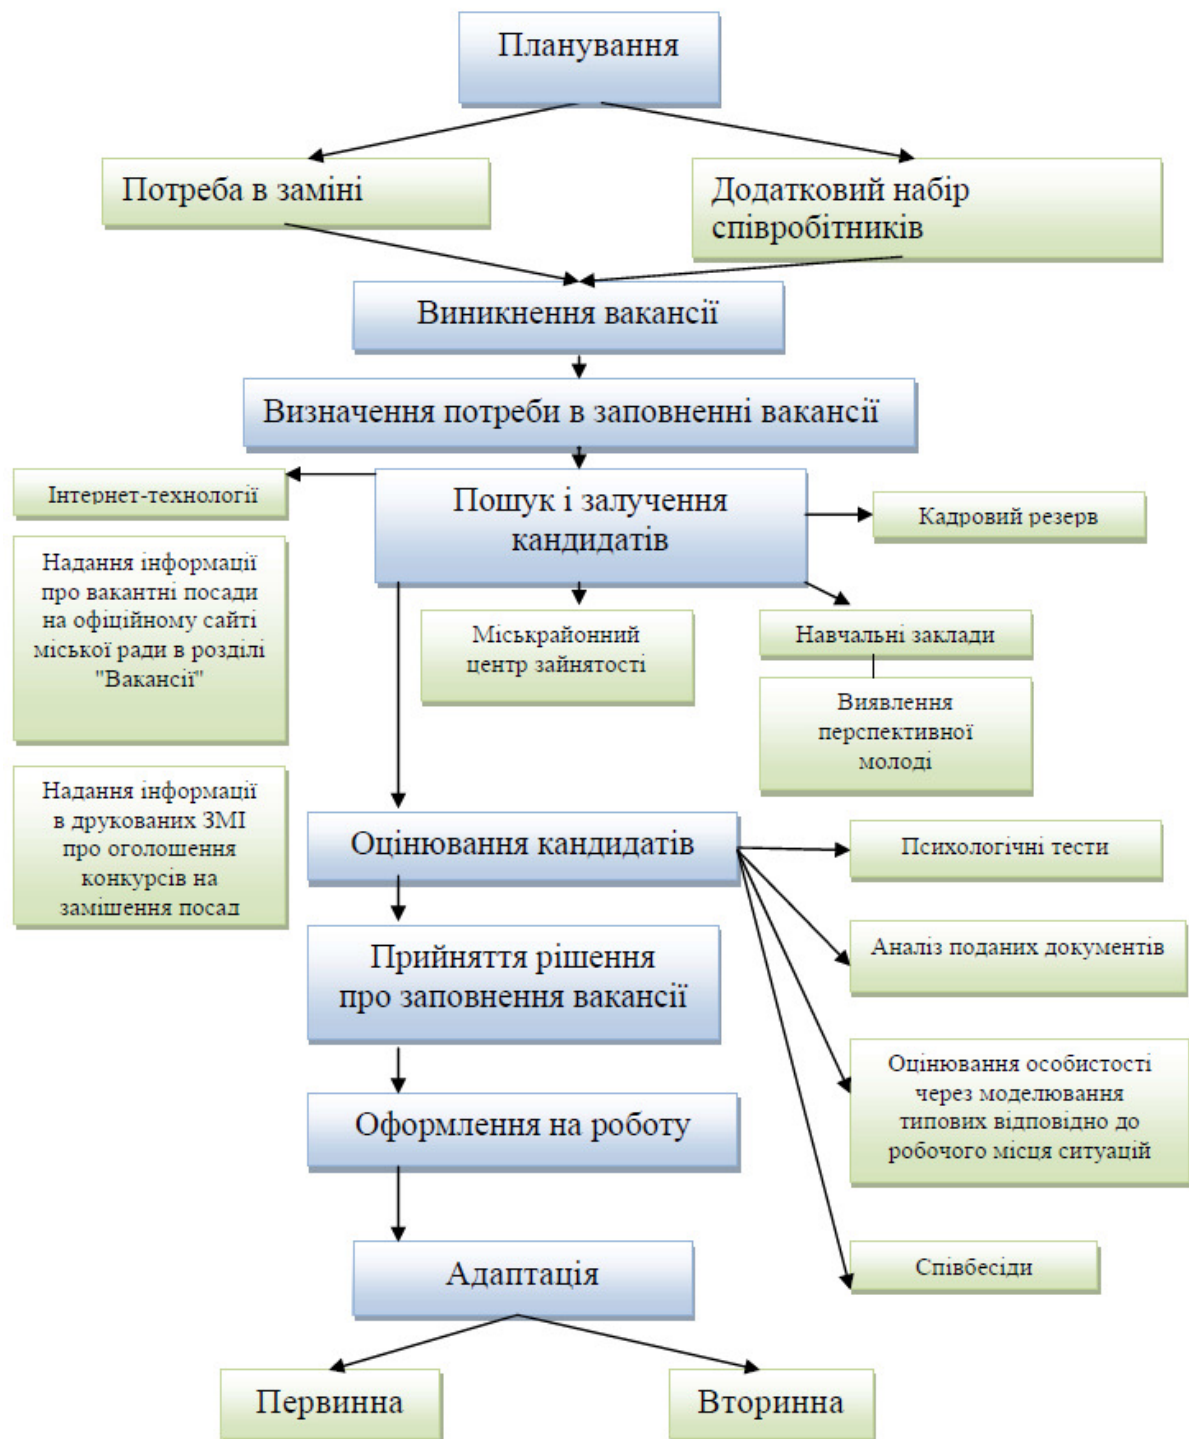 Планування
Потреба в заміні
Додатковий набір
співробітників
Виникнення вакансії
Визначення потреби в заповненні вакансії
Інтернет-технології
Пошук і залучення
кандидатів
Кадровий резерв
Надання інформації
про вакантні посади
на офіційному сайті
міської ради в розділі
"Вакансії"
Міськрайонний
центр зайнятості
Навчальні заклади
Виявлення
перспективної
молоді
Надання інформації
в друкованих ЗМІ
про оголошення
конкурсів на
заміщення посад
Оцінювання кандидатів
Психологічні тести
Аналіз поданих документів
Прийняття рішення
про заповнення вакансії
Оцінювання особистості
через моделювання
типових відповідно до
робочого місця ситуацій
Оформлення на роботу
Співбесіди
Адаптація
Первинна
Вторинна